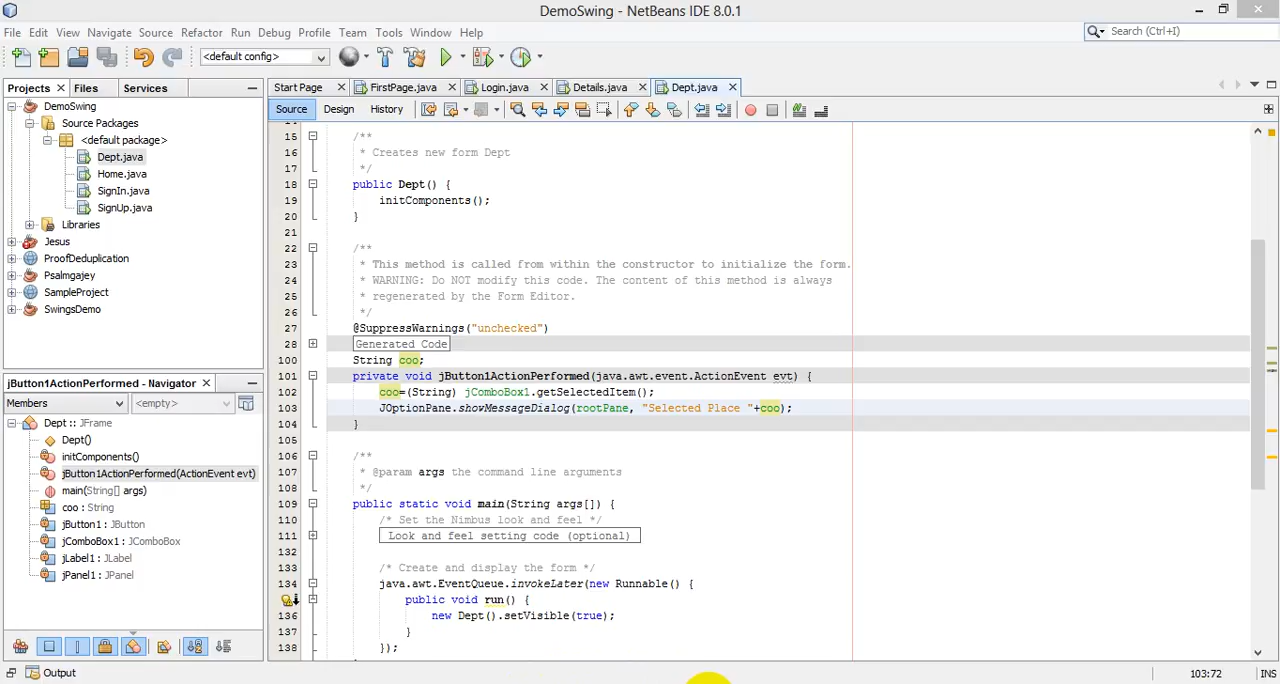 DemoSwing - NetBeans IDE 8.0.1
File Edit View Navigate Source Refactor Run Debug Profile Team Tools Window Help
Search (Ctrl+I)
<default config>
Projects Files Services
Start Page FirstPage.java Login.java Details.java Dept.java
Source Design History
DemoSwing
Source Packages
<default package>
Dept.java
Home.java
SignIn.java
SignUp.java
Libraries
Jesus
ProofDeduplication
Psalmgajey
SampleProject
SwingsDemo
jButton1ActionPerformed - Navigator
Members <empty>
Dept :: JFrame
Dept()
initComponents()
jButton1ActionPerformed(ActionEvent evt)
main(String[] args)
coo : String
jButton1 : JButton
jComboBox1 : JComboBox
jLabel1 : JLabel
jPanel1 : JPanel
15 /**
16 * Creates new form Dept
17 */
18 public Dept() {
19 initComponents();
20 }
21
22 /**
23 * This method is called from within the constructor to initialize the form.
24 * WARNING: Do NOT modify this code. The content of this method is always
25 * regenerated by the Form Editor.
26 */
27 @SuppressWarnings("unchecked")
28 Generated Code
100 String coo;
101 private void jButton1ActionPerformed(java.awt.event.ActionEvent evt) {
102 coo=(String) jComboBox1.getSelectedItem();
103 JOptionPane.showMessageDialog(rootPane, "Selected Place "+coo);
104 }
105
106 /**
107 * @param args the command line arguments
108 */
109 public static void main(String args[]) {
110 /* Set the Nimbus look and feel */
111 Look and feel setting code (optional)
132
133 /* Create and display the form */
134 java.awt.EventQueue.invokeLater(new Runnable() {
public void run() {
136 new Dept().setVisible(true);
137 }
138 });
Output
103:72 INS